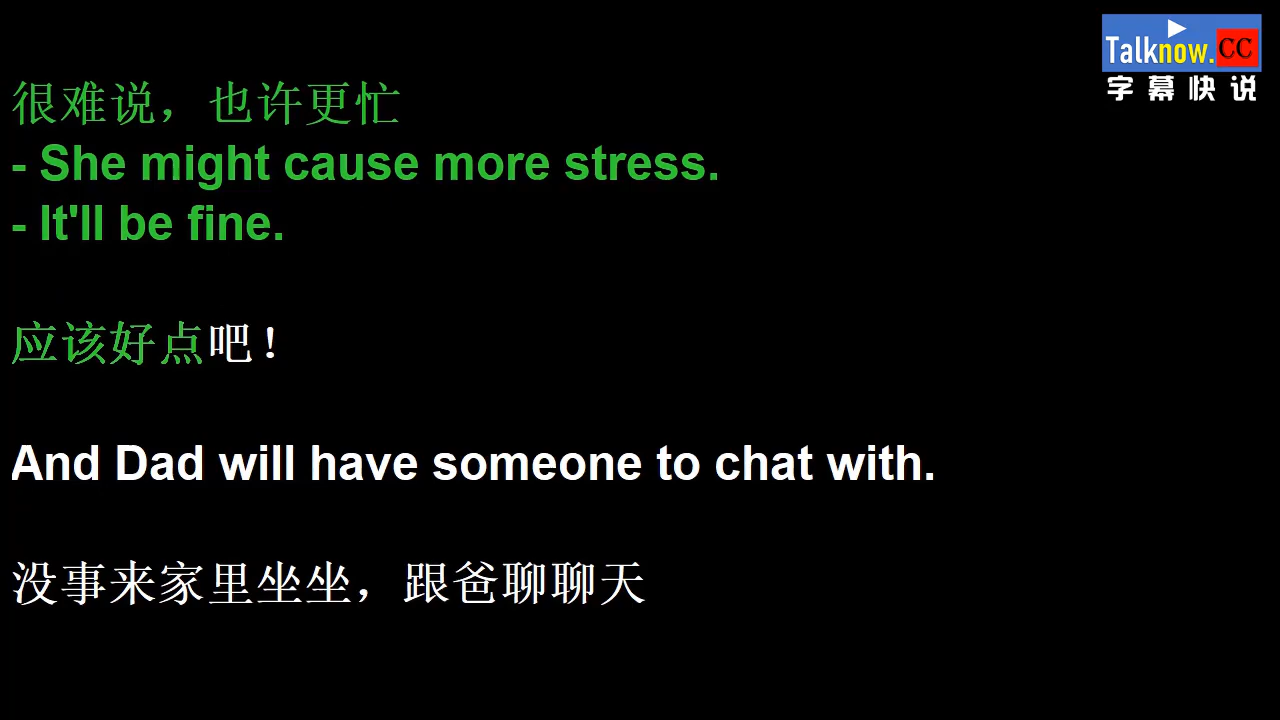 Talknow.CC
字幕快说
很难说，也许更忙
- She might cause more stress.
- It'll be fine.
应该好点吧！
And Dad will have someone to chat with.
没事来家里坐坐，跟爸聊聊天